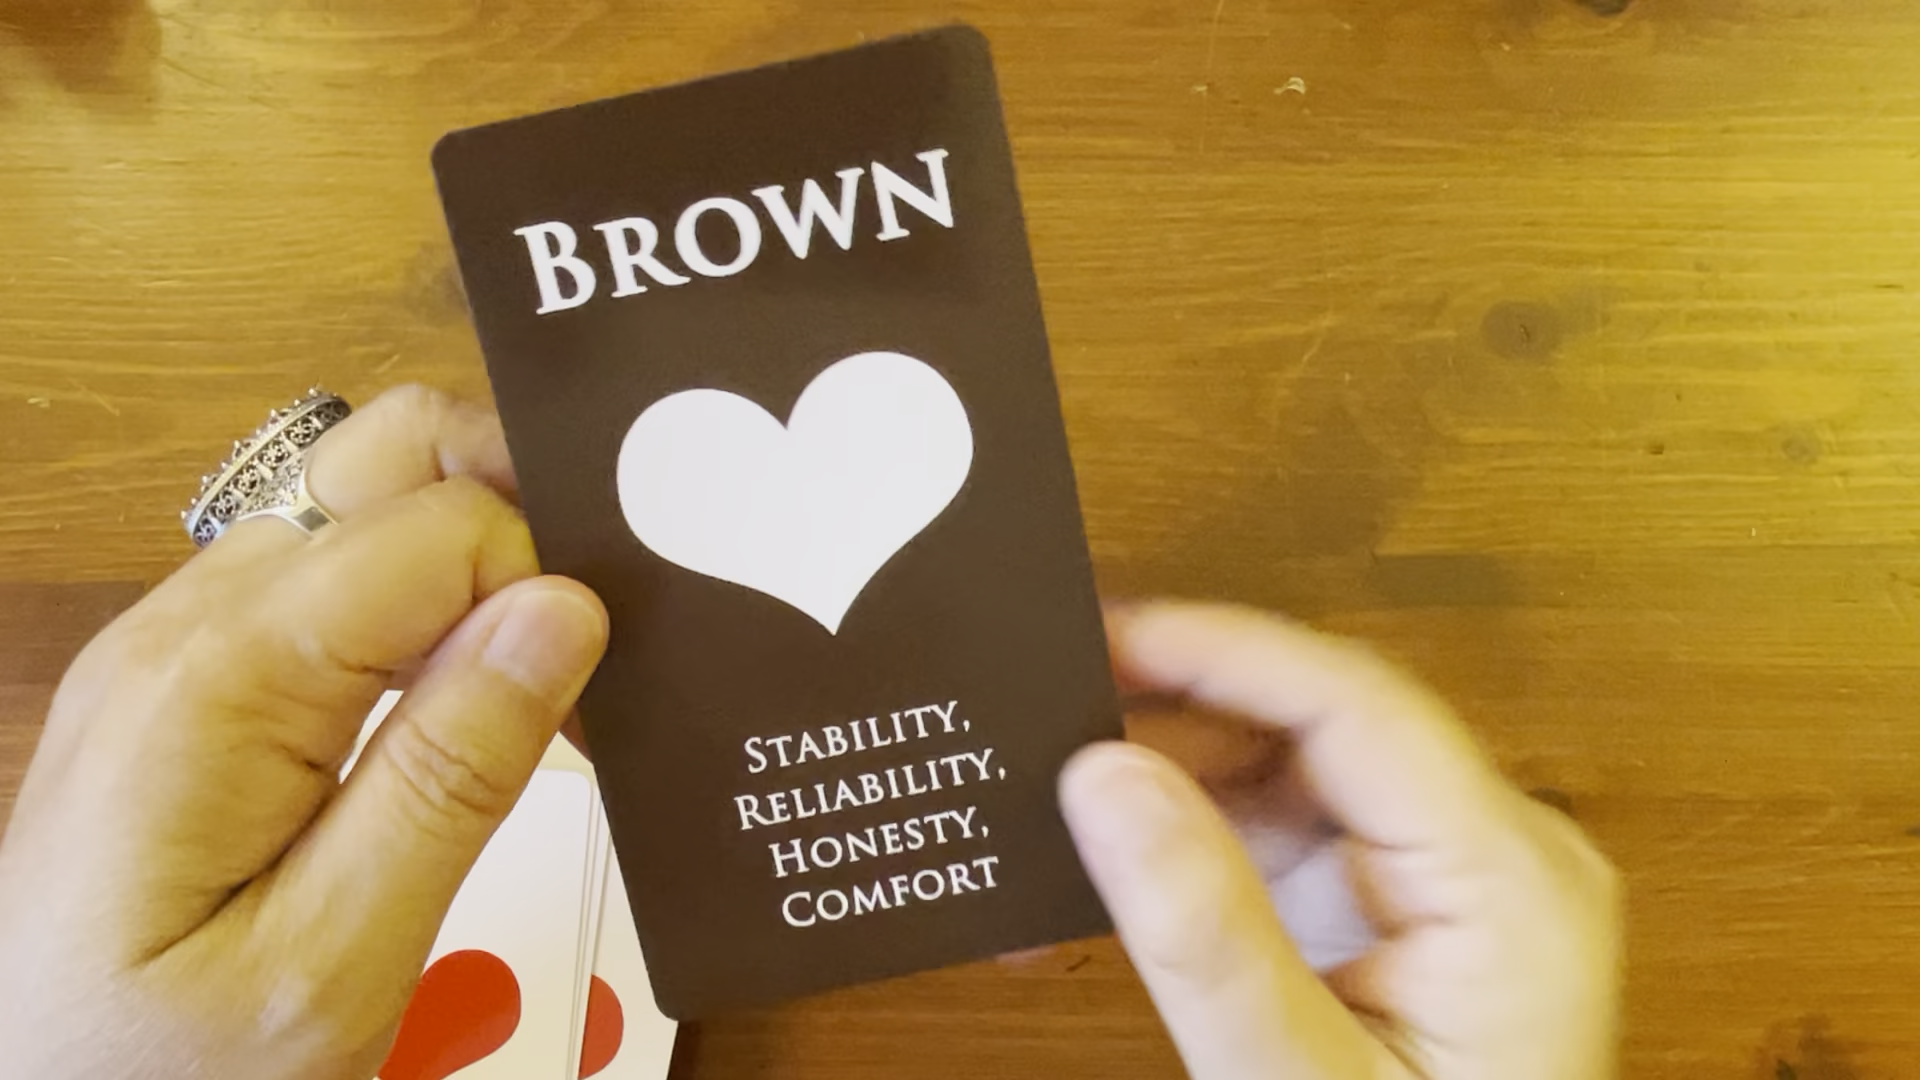 BROWN
STABILITY,
RELIABILITY,
HONESTY,
COMFORT